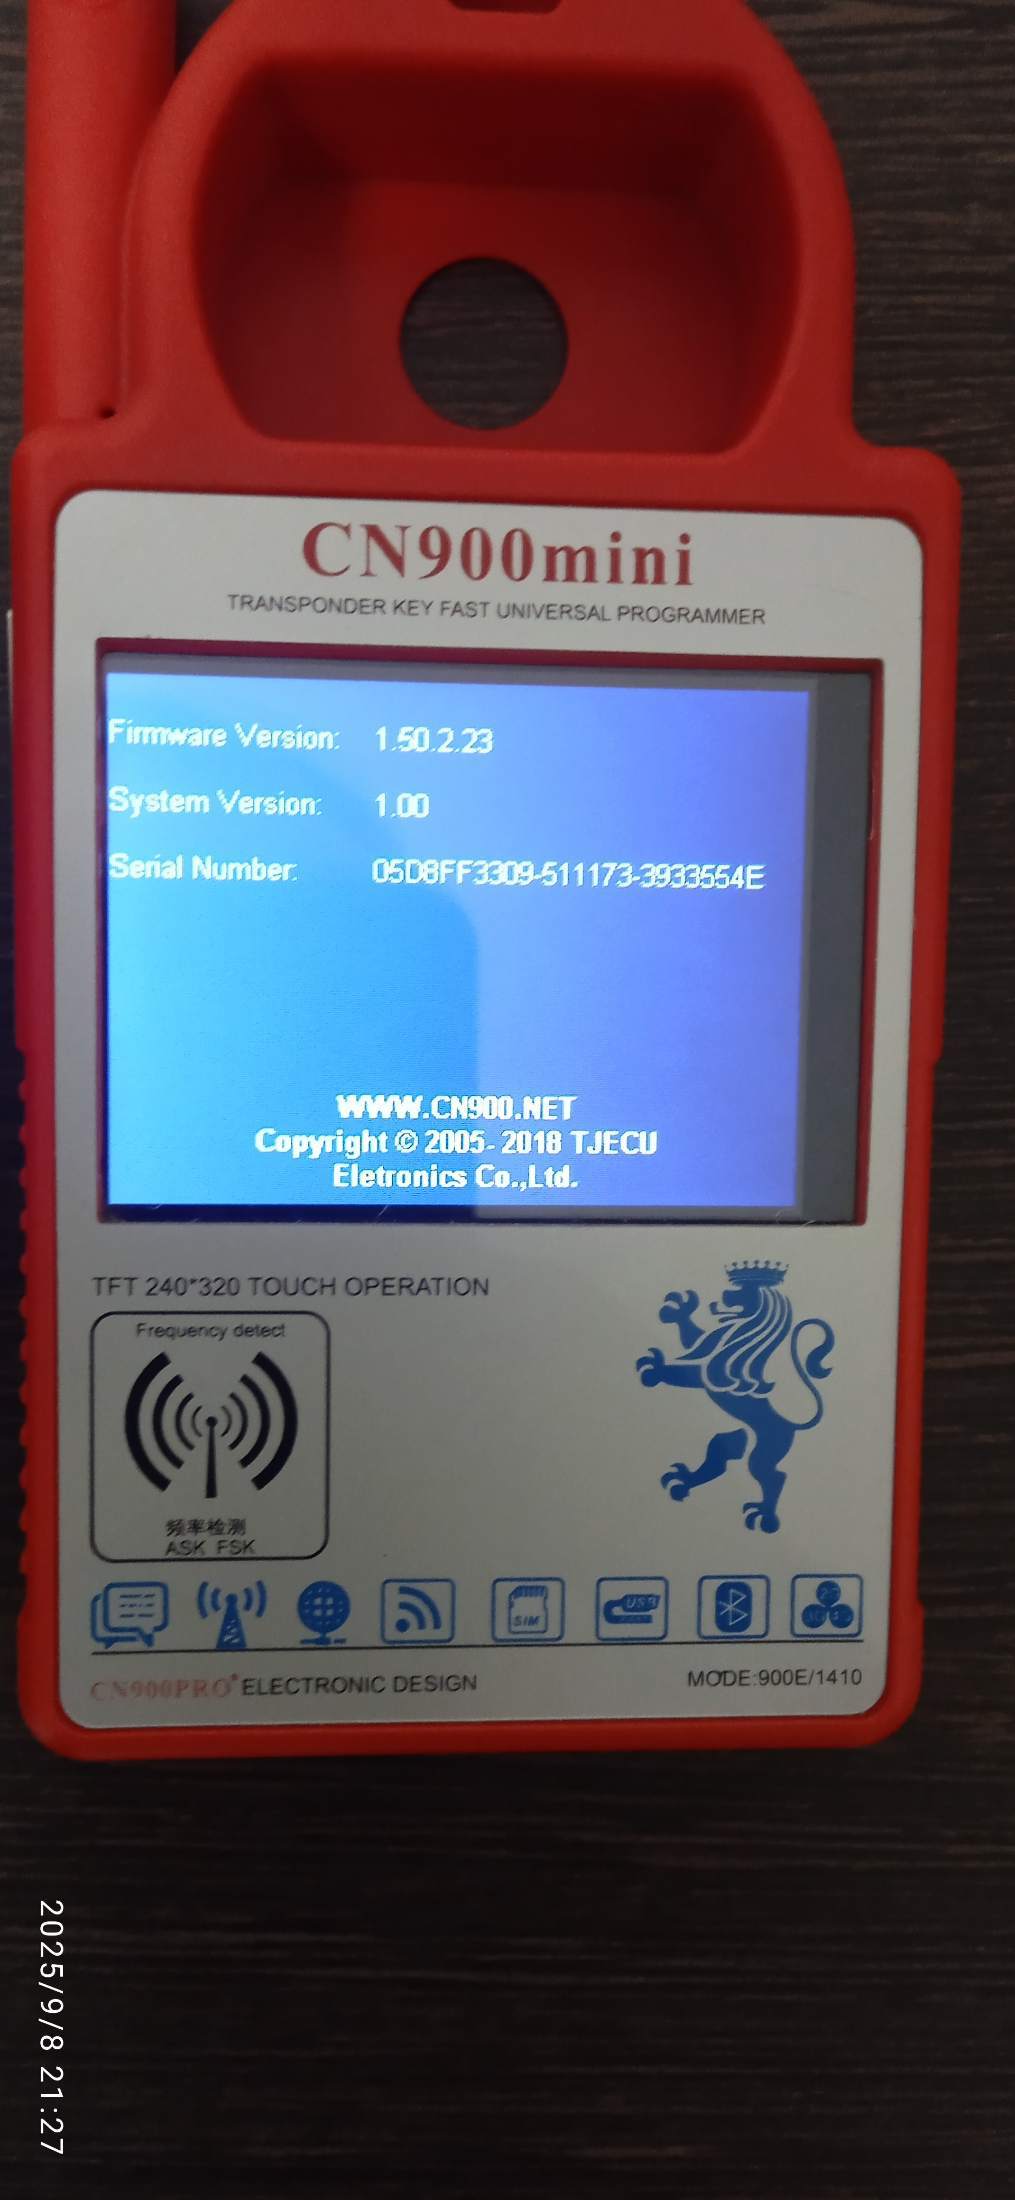 CN900mini
TRANSPONDER KEY FAST UNIVERSAL PROGRAMMER
Firmware Version: 1.50.2.23
System Version: 1.00
Serial Number: 05D8FF3309-511173-3933554E
WWW.CN900.NET
Copyright © 2005- 2018 TJECU
Eletronics Co.,Ltd.
TFT 240*320 TOUCH OPERATION
Frequency detect
频率检测
ASK FSK
SIM
USB
CN900PRO® ELECTRONIC DESIGN
MODE:900E/1410
2025/9/8 21:27